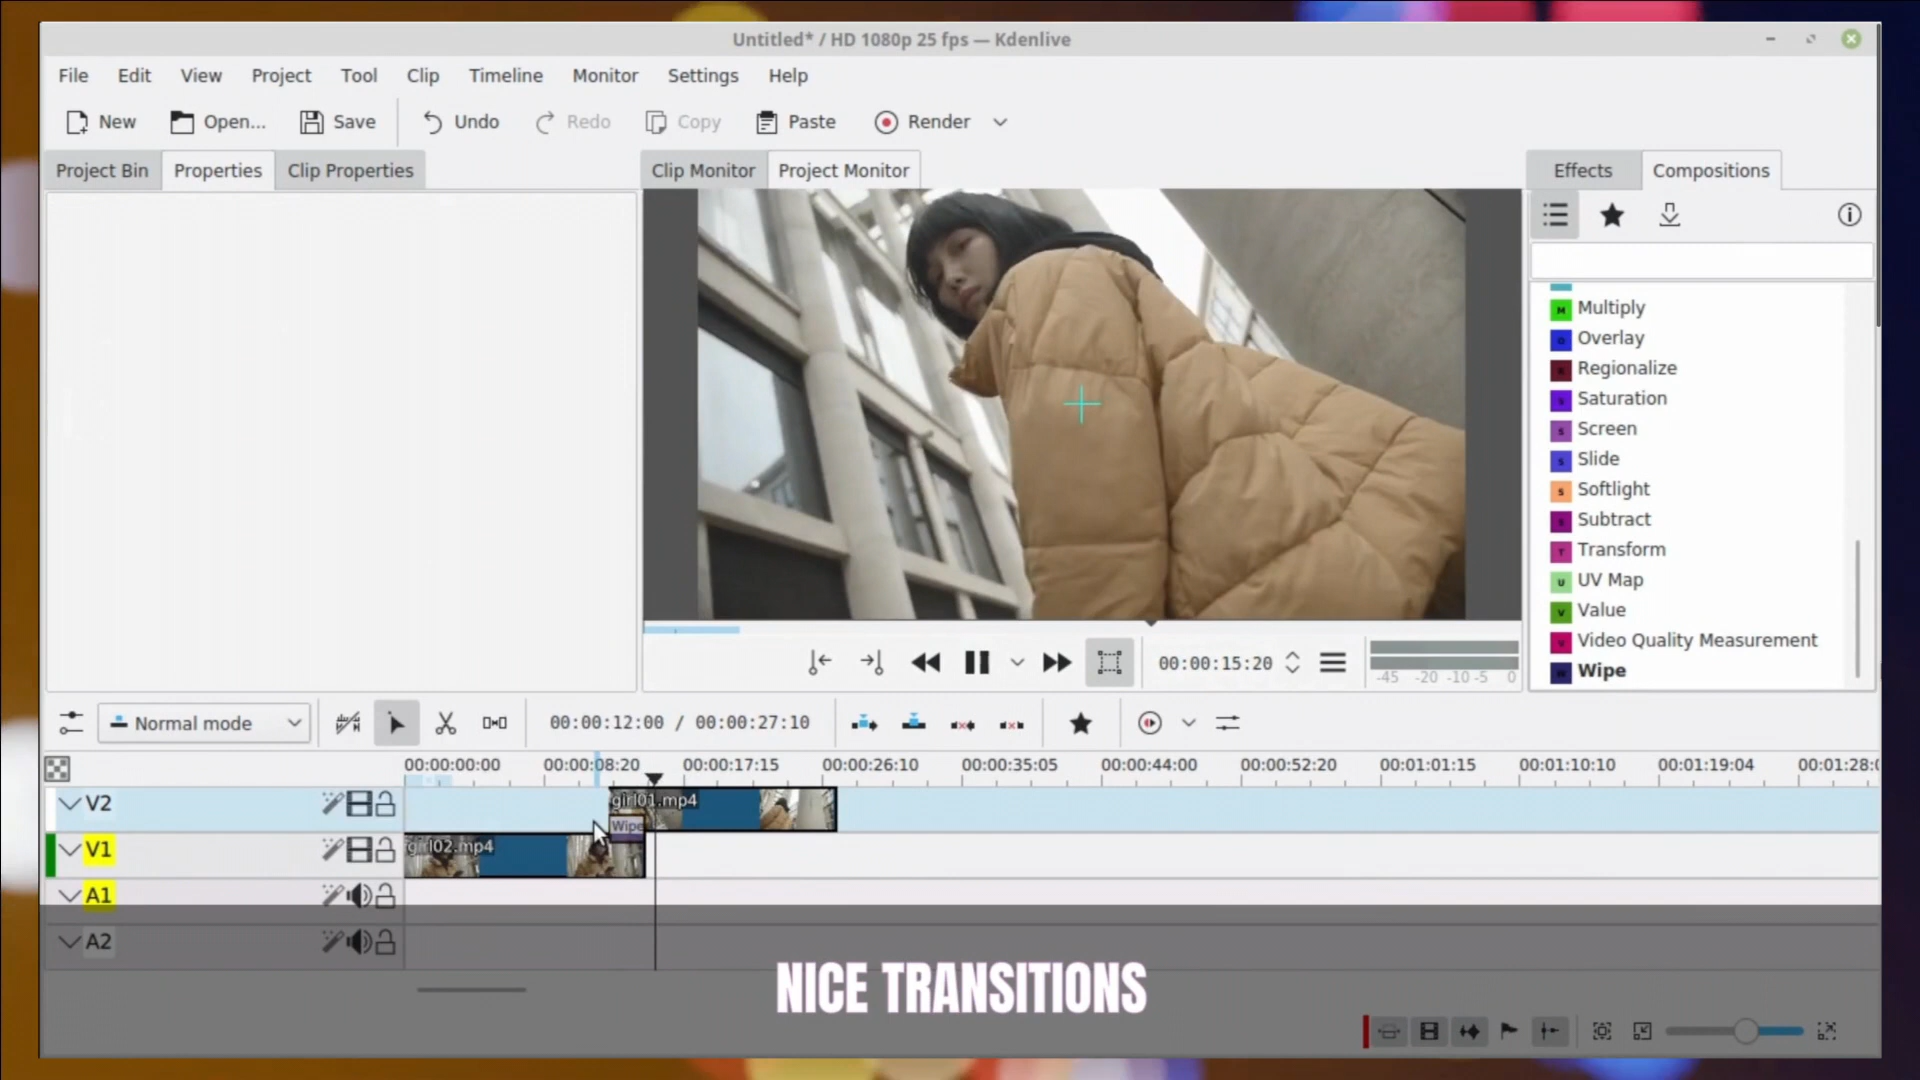 Untitled* / HD 1080p 25 fps — Kdenlive
File Edit View Project Tool Clip Timeline Monitor Settings Help
New Open... Save Undo Redo Copy Paste Render
Project Bin Properties Clip Properties Clip Monitor Project Monitor Effects Compositions
Multiply
Overlay
Regionalize
Saturation
Screen
Slide
Softlight
Subtract
Transform
UV Map
Value
Video Quality Measurement
Wipe
00:00:15:20
-45 -20 -10 -5 0
Normal mode 00:00:12:00 / 00:00:27:10
00:00:00:00 00:00:08:20 00:00:17:15 00:00:26:10 00:00:35:05 00:00:44:00 00:00:52:20 00:01:01:15 00:01:10:10 00:01:19:04 00:01:28:0
V2 girl01.mp4
Wipe
V1 girl02.mp4
A1
A2
NICE TRANSITIONS